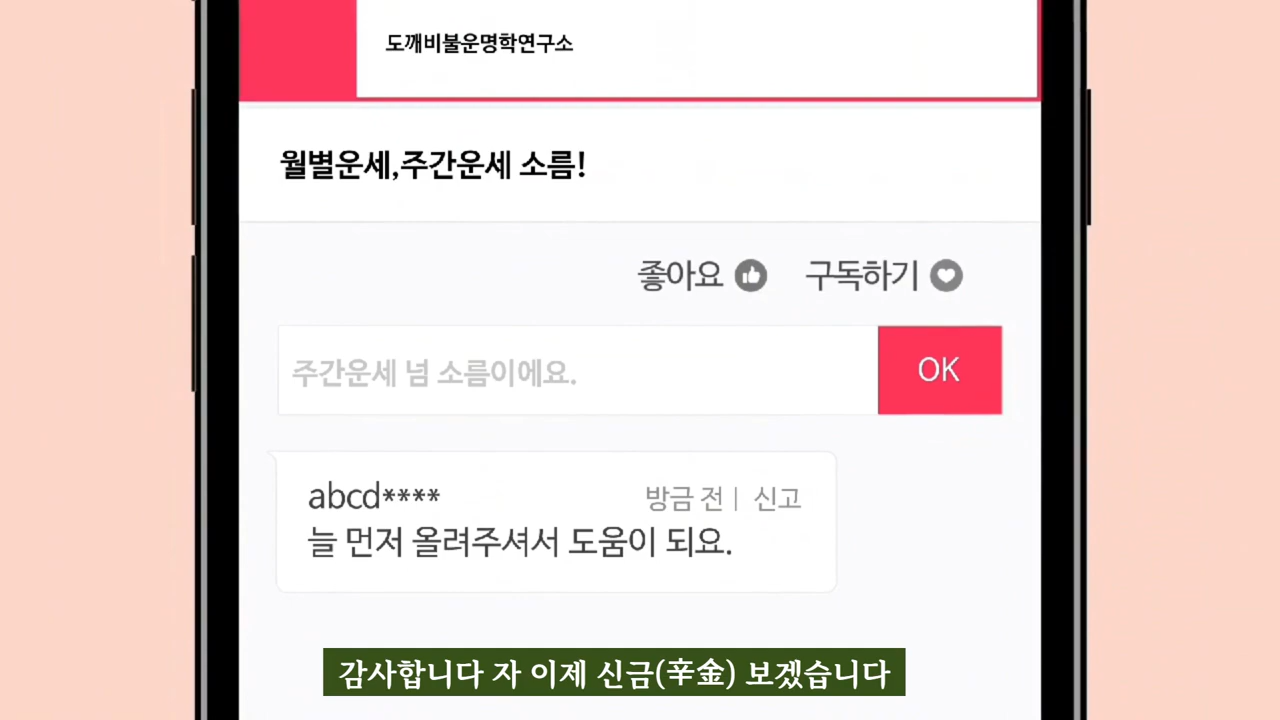 도깨비불운명학연구소
월별운세,주간운세 소름!
좋아요 구독하기
주간운세 넘 소름이에요.
OK
abcd****
방금 전| 신고
늘 먼저 올려주셔서 도움이 되요.
감사합니다 자 이제 신금(辛金) 보겠습니다